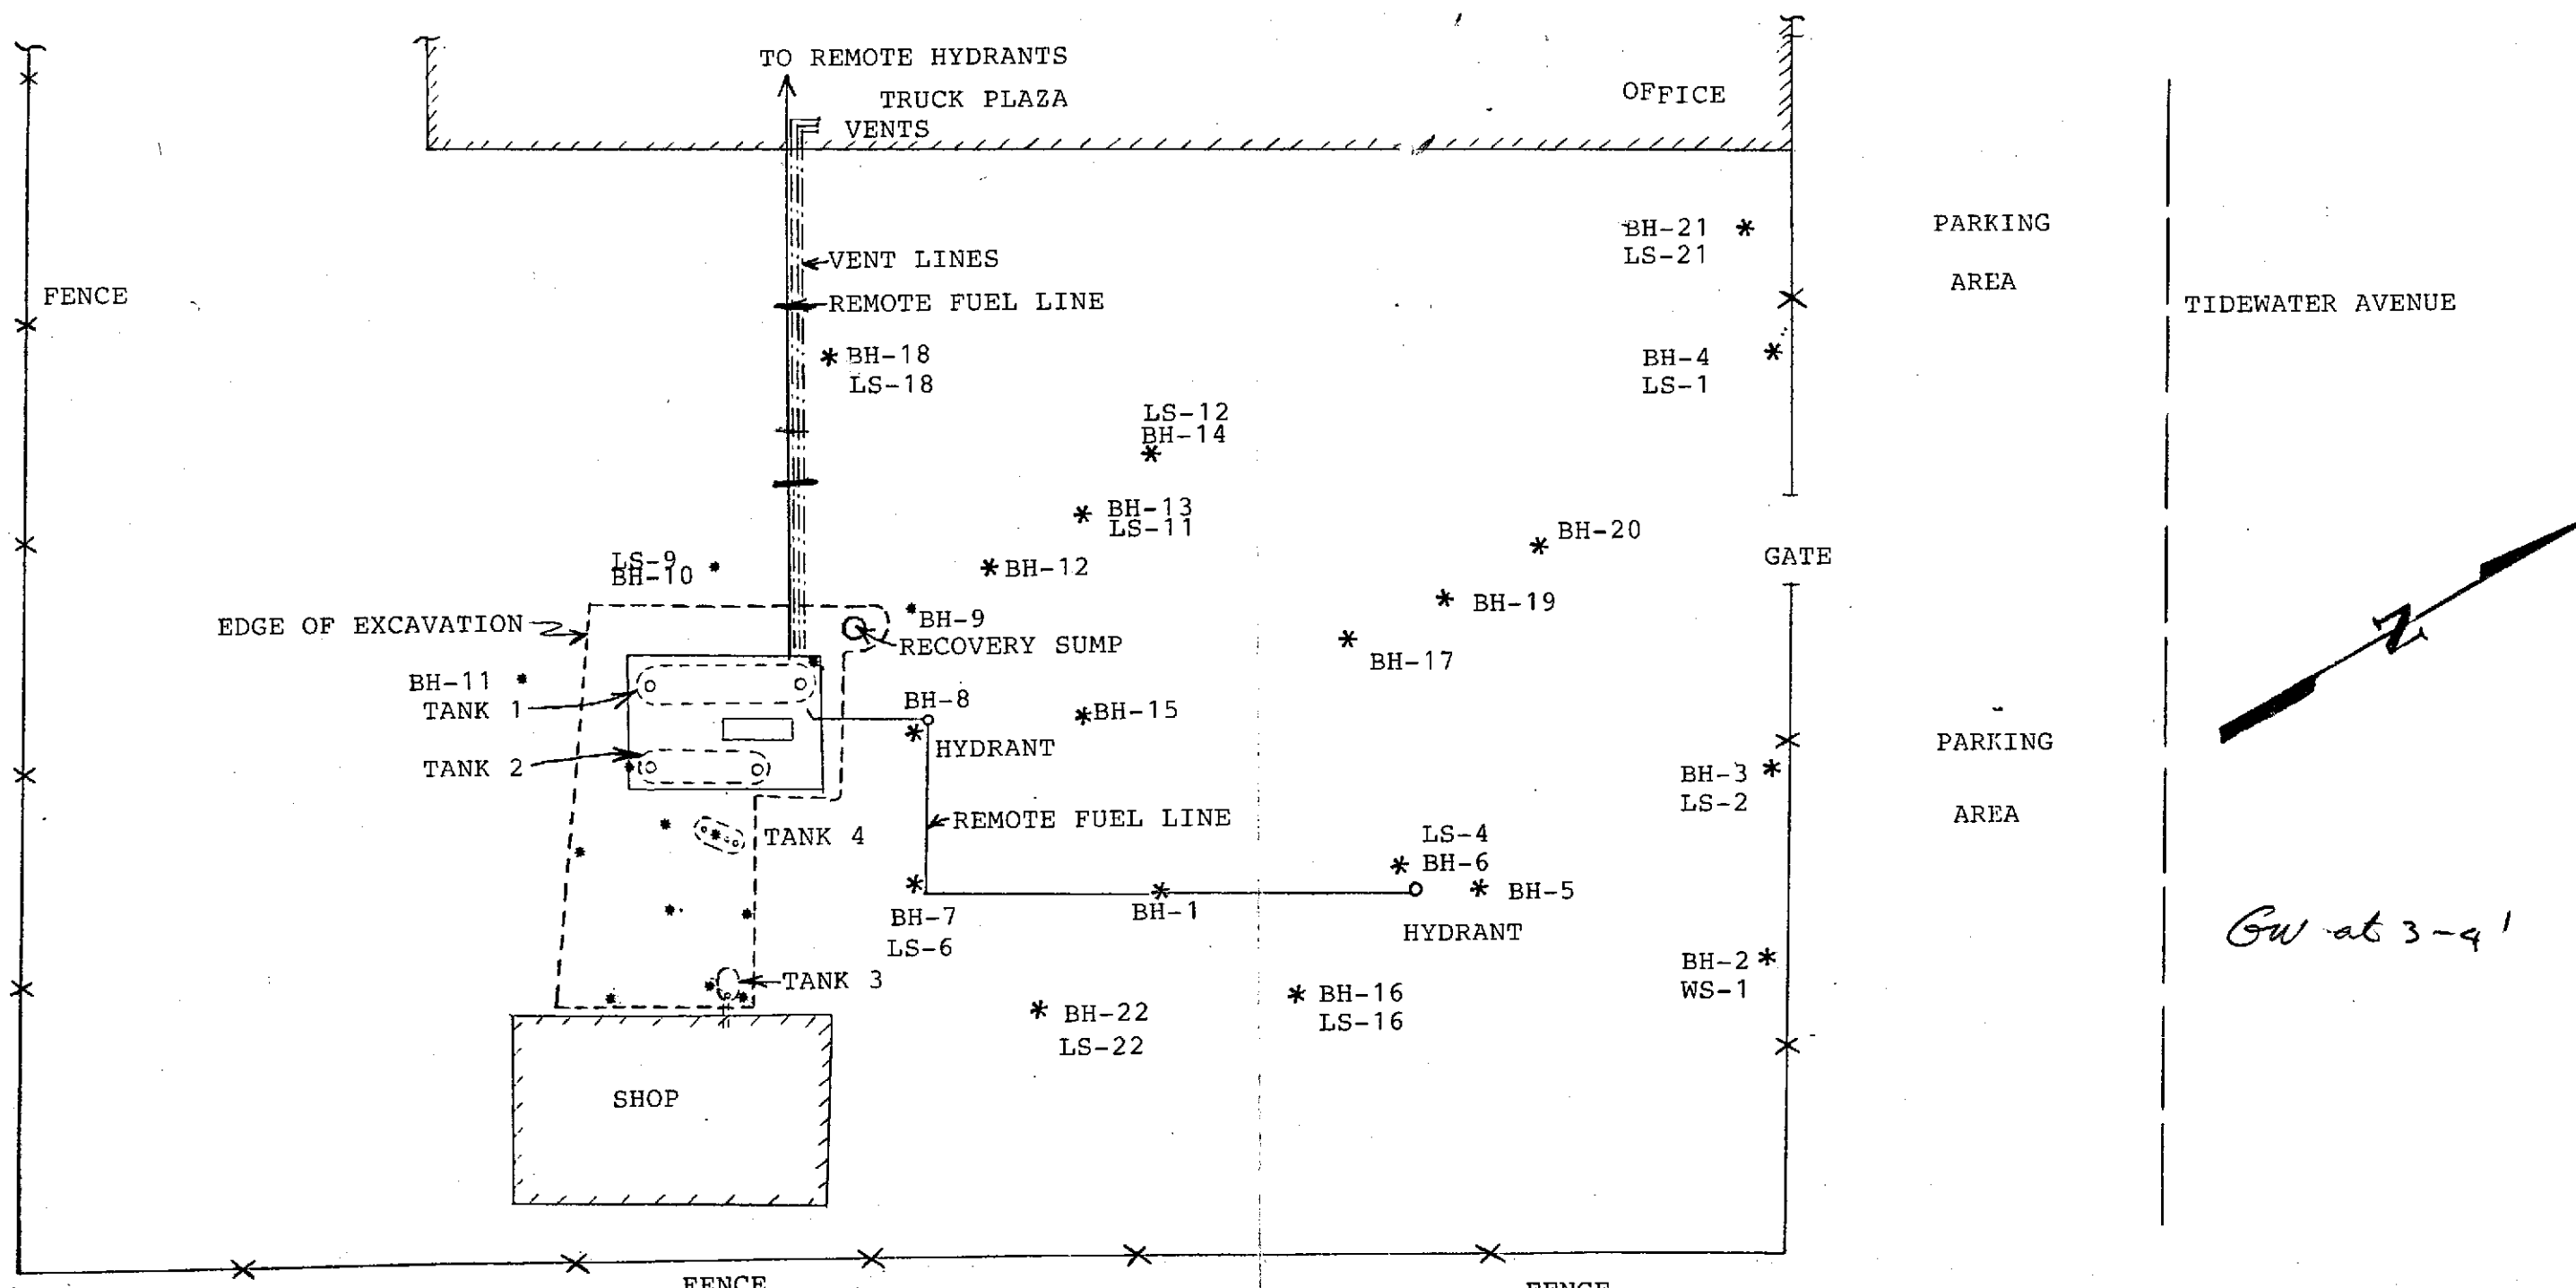 TO REMOTE HYDRANTS
TRUCK PLAZA
VENTS
OFFICE
BH-21
LS-21
PARKING
AREA
VENT LINES
FENCE
REMOTE FUEL LINE
TIDEWATER AVENUE
BH-18
LS-18
BH-4
LS-1
LS-12
BH-14
BH-13
LS-11
BH-20
GATE
LS-9
BH-10
BH-12
BH-19
BH-9
EDGE OF EXCAVATION
RECOVERY SUMP
BH-17
N
BH-11
TANK 1
BH-8
BH-15
HYDRANT
PARKING
AREA
TANK 2
BH-3
LS-2
REMOTE FUEL LINE
TANK 4
LS-4
BH-6
BH-5
BH-7
LS-6
BH-1
HYDRANT
GW at 3-4'
BH-2
WS-1
TANK 3
BH-16
LS-16
BH-22
LS-22
SHOP
FENCE
FENCE